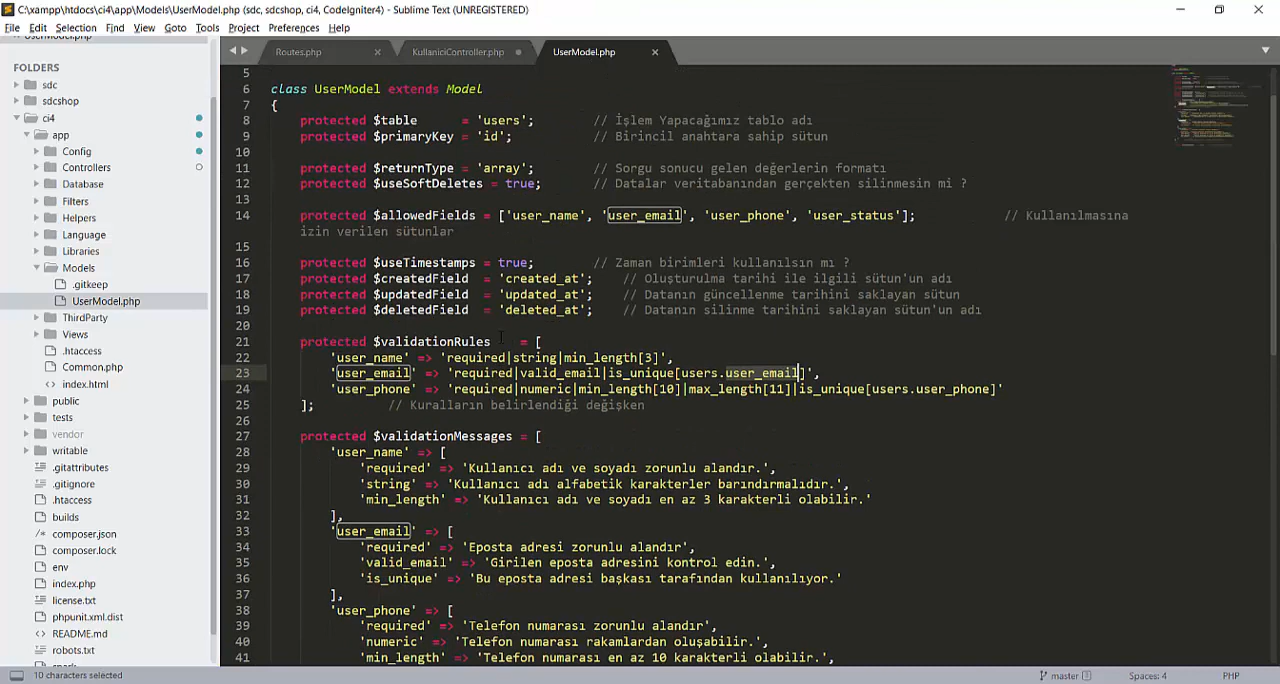 C:\xampp\htdocs\ci4\app\Models\UserModel.php (sdc, sdcshop, ci4, CodeIgniter4) - Sublime Text (UNREGISTERED)
File Edit Selection Find View Goto Tools Project Preferences Help
UserModel.php
FOLDERS
sdc
sdcshop
ci4
app
Config
Controllers
Database
Filters
Helpers
Language
Libraries
Models
.gitkeep
UserModel.php
ThirdParty
Views
.htaccess
Common.php
index.html
public
tests
vendor
writable
.gitattributes
.gitignore
.htaccess
builds
composer.json
composer.lock
env
index.php
license.txt
phpunit.xml.dist
README.md
robots.txt
spark
Routes.php KullaniciController.php UserModel.php
5
6 class UserModel extends Model
7 {
8 protected $table = 'users'; // İşlem Yapacağımız tablo adı
9 protected $primaryKey = 'id'; // Birincil anahtara sahip sütun
10
11 protected $returnType = 'array'; // Sorgu sonucu gelen değerlerin formatı
12 protected $useSoftDeletes = true; // Datalar veritabanından gerçekten silinmesin mi ?
13
14 protected $allowedFields = ['user_name', 'user_email', 'user_phone', 'user_status']; // Kullanılmasına
izin verilen sütunlar
15
16 protected $useTimestamps = true; // Zaman birimleri kullanılsın mı ?
17 protected $createdField = 'created_at'; // Oluşturulma tarihi ile ilgili sütun'un adı
18 protected $updatedField = 'updated_at'; // Datanın güncellenme tarihini saklayan sütun
19 protected $deletedField = 'deleted_at'; // Datanın silinme tarihini saklayan sütun'un adı
20
21 protected $validationRules = [
22 'user_name' => 'required|string|min_length[3]',
23 'user_email' => 'required|valid_email|is_unique[users.user_email]',
24 'user_phone' => 'required|numeric|min_length[10]|max_length[11]|is_unique[users.user_phone]'
25 ]; // Kuralların belirlendiği değişken
26
27 protected $validationMessages = [
28 'user_name' => [
29 'required' => 'Kullanıcı adı ve soyadı zorunlu alandır.',
30 'string' => 'Kullanıcı adı alfabetik karakterler barındırmalıdır.',
31 'min_length' => 'Kullanıcı adı ve soyadı en az 3 karakterli olabilir.'
32 ],
33 'user_email' => [
34 'required' => 'Eposta adresi zorunlu alandır',
35 'valid_email' => 'Girilen eposta adresini kontrol edin.',
36 'is_unique' => 'Bu eposta adresi başkası tarafından kullanılıyor.'
37 ],
38 'user_phone' => [
39 'required' => 'Telefon numarası zorunlu alandır',
40 'numeric' => 'Telefon numarası rakamlardan oluşabilir.',
41 'min_length' => 'Telefon numarası en az 10 karakterli olabilir.',
10 characters selected
master
Spaces: 4
PHP